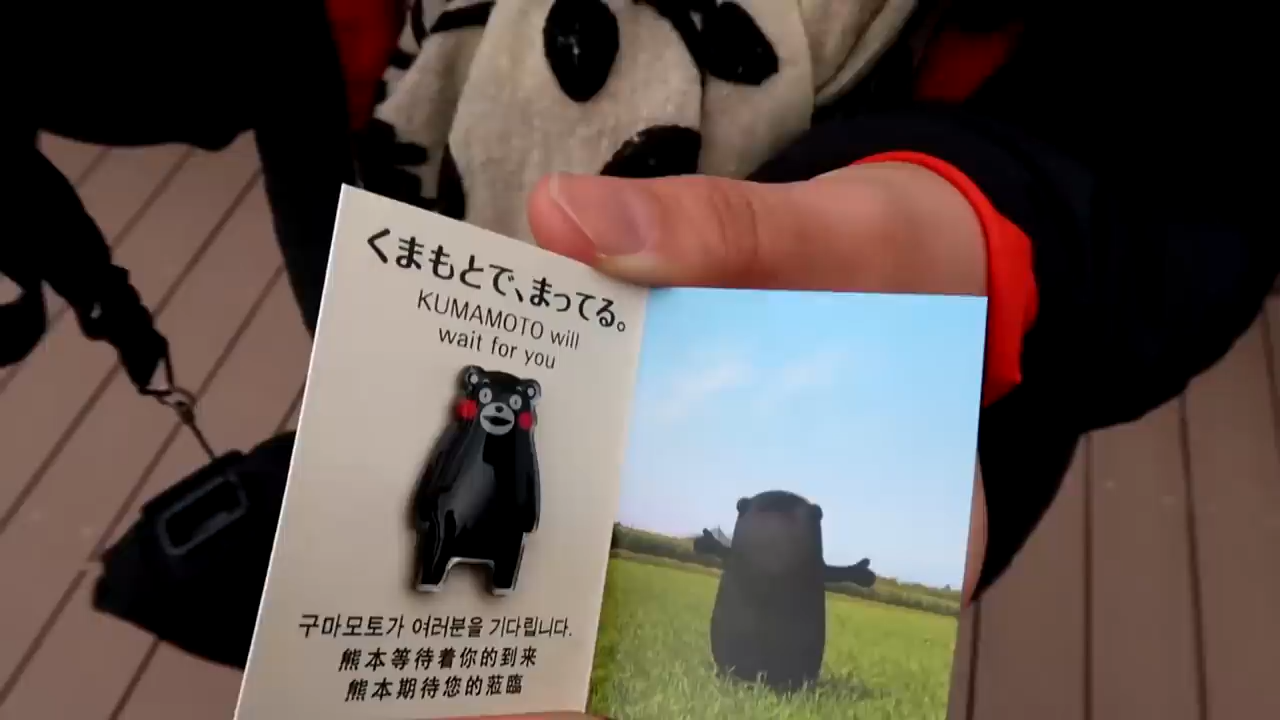 くまもとで、まってる。
KUMAMOTO will
wait for you
구마모토가 여러분을 기다립니다.
熊本等待着你的到来
熊本期待您的蒞臨